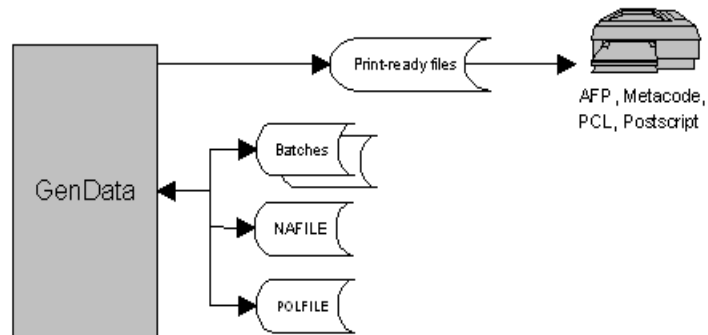 Print-ready files
AFP, Metacode,
PCL, Postscript
GenData
Batches
NAFILE
POLFILE